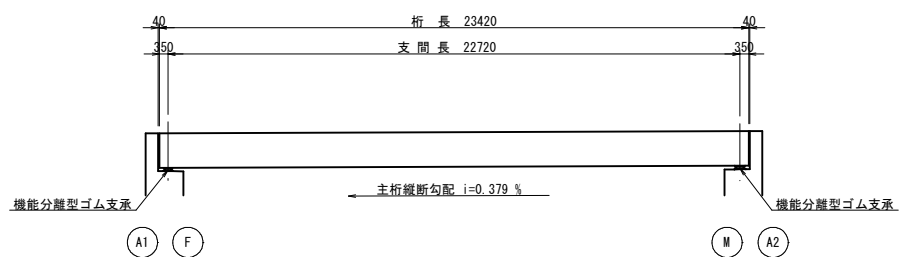 40 桁 長 23420 40
350 支 間 長 22720 350
主桁縦断勾配 i=0.379 %
機能分離型ゴム支承 機能分離型ゴム支承
A1 F M A2